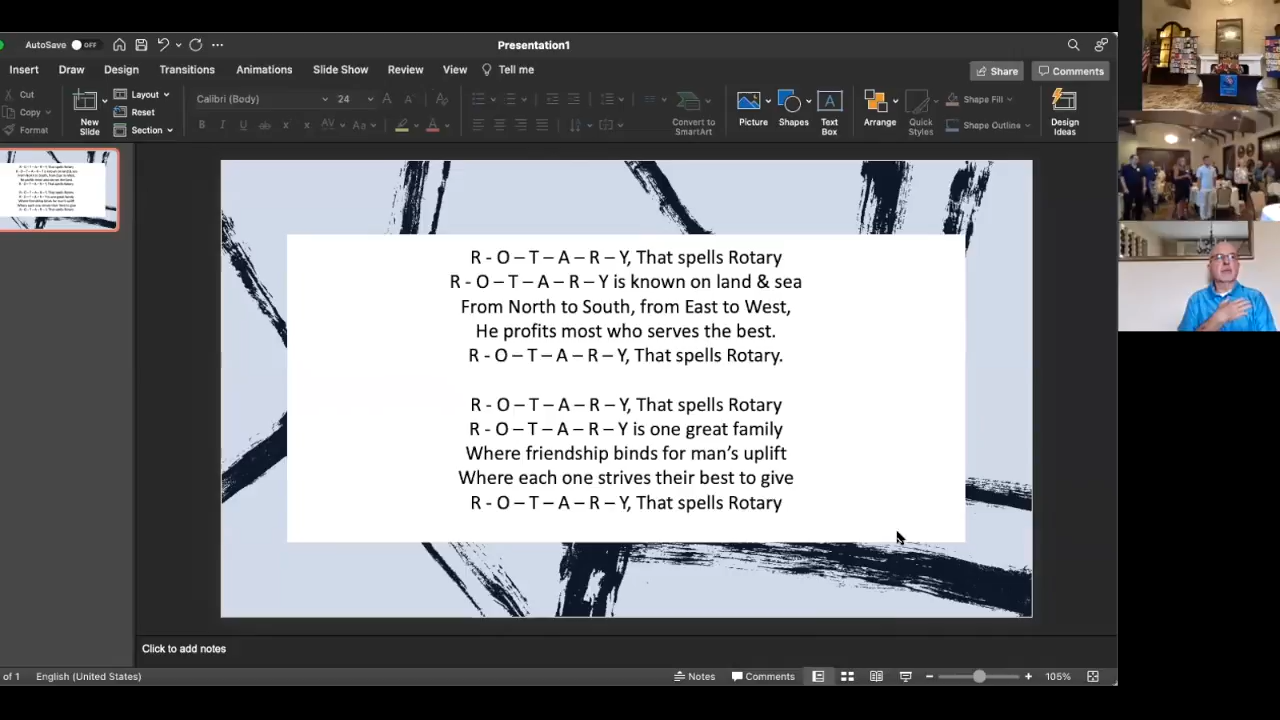 AutoSave OFF
Presentation1
Insert Draw Design Transitions Animations Slide Show Review View Tell me
Share Comments
Cut
Copy
Format
New Slide
Layout
Reset
Section
Calibri (Body) 24
Convert to SmartArt
Picture
Shapes
Text Box
Arrange
Quick Styles
Shape Fill
Shape Outline
Design Ideas
R - O – T – A – R – Y, That spells Rotary
R - O – T – A – R – Y is known on land & sea
From North to South, from East to West,
He profits most who serves the best.
R - O – T – A – R – Y, That spells Rotary.
R - O – T – A – R – Y, That spells Rotary
R - O – T – A – R – Y is one great family
Where friendship binds for man's uplift
Where each one strives their best to give
R - O – T – A – R – Y, That spells Rotary
Click to add notes
of 1 English (United States)
Notes Comments 105%